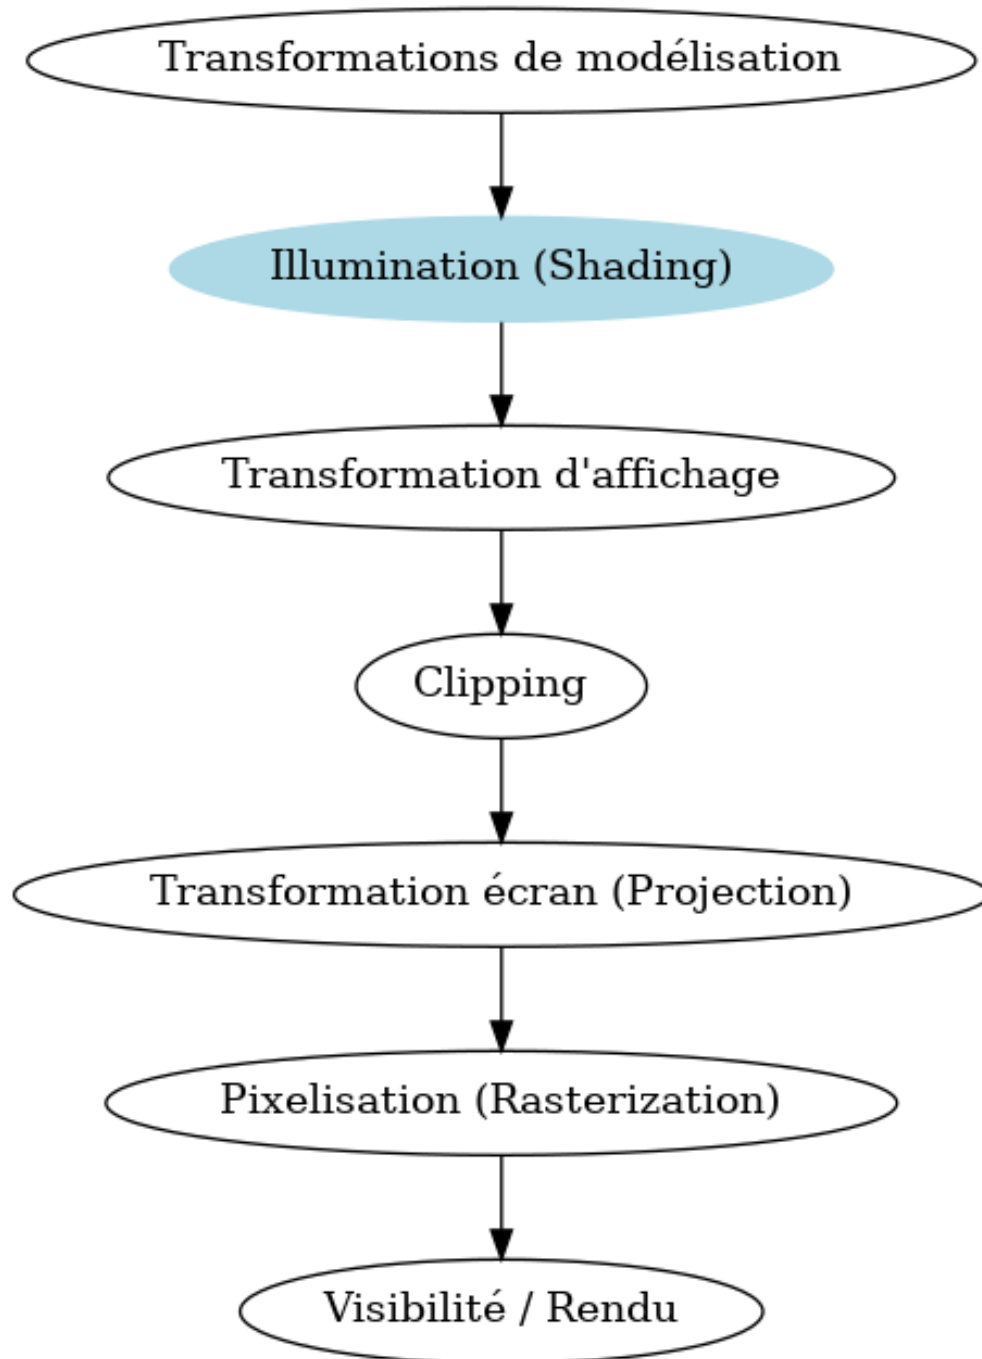 Transformations de modélisation
Illumination (Shading)
Transformation d'affichage
Clipping
Transformation écran (Projection)
Pixelisation (Rasterization)
Visibilité / Rendu